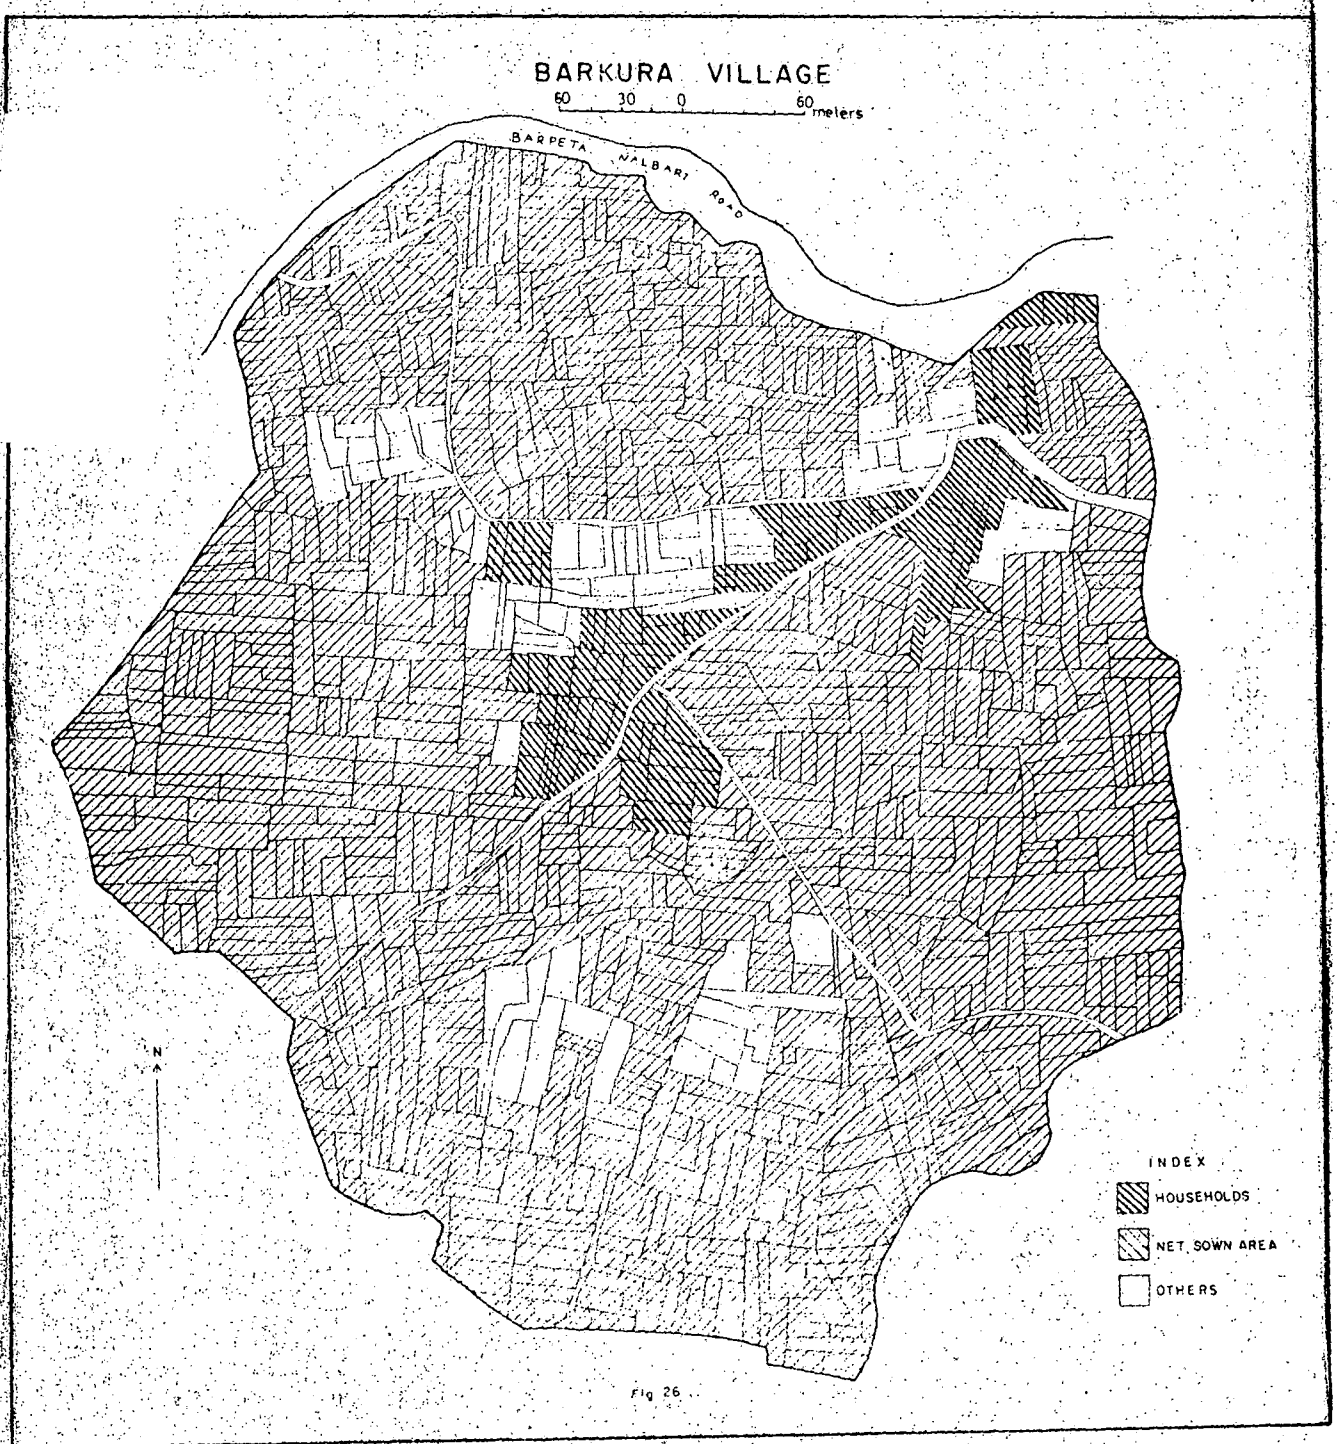 BARKURA VILLAGE
60 30 0 60 meters
BARPETA NALBARI ROAD
N
INDEX
HOUSEHOLDS
NET SOWN AREA
OTHERS
Fig 26